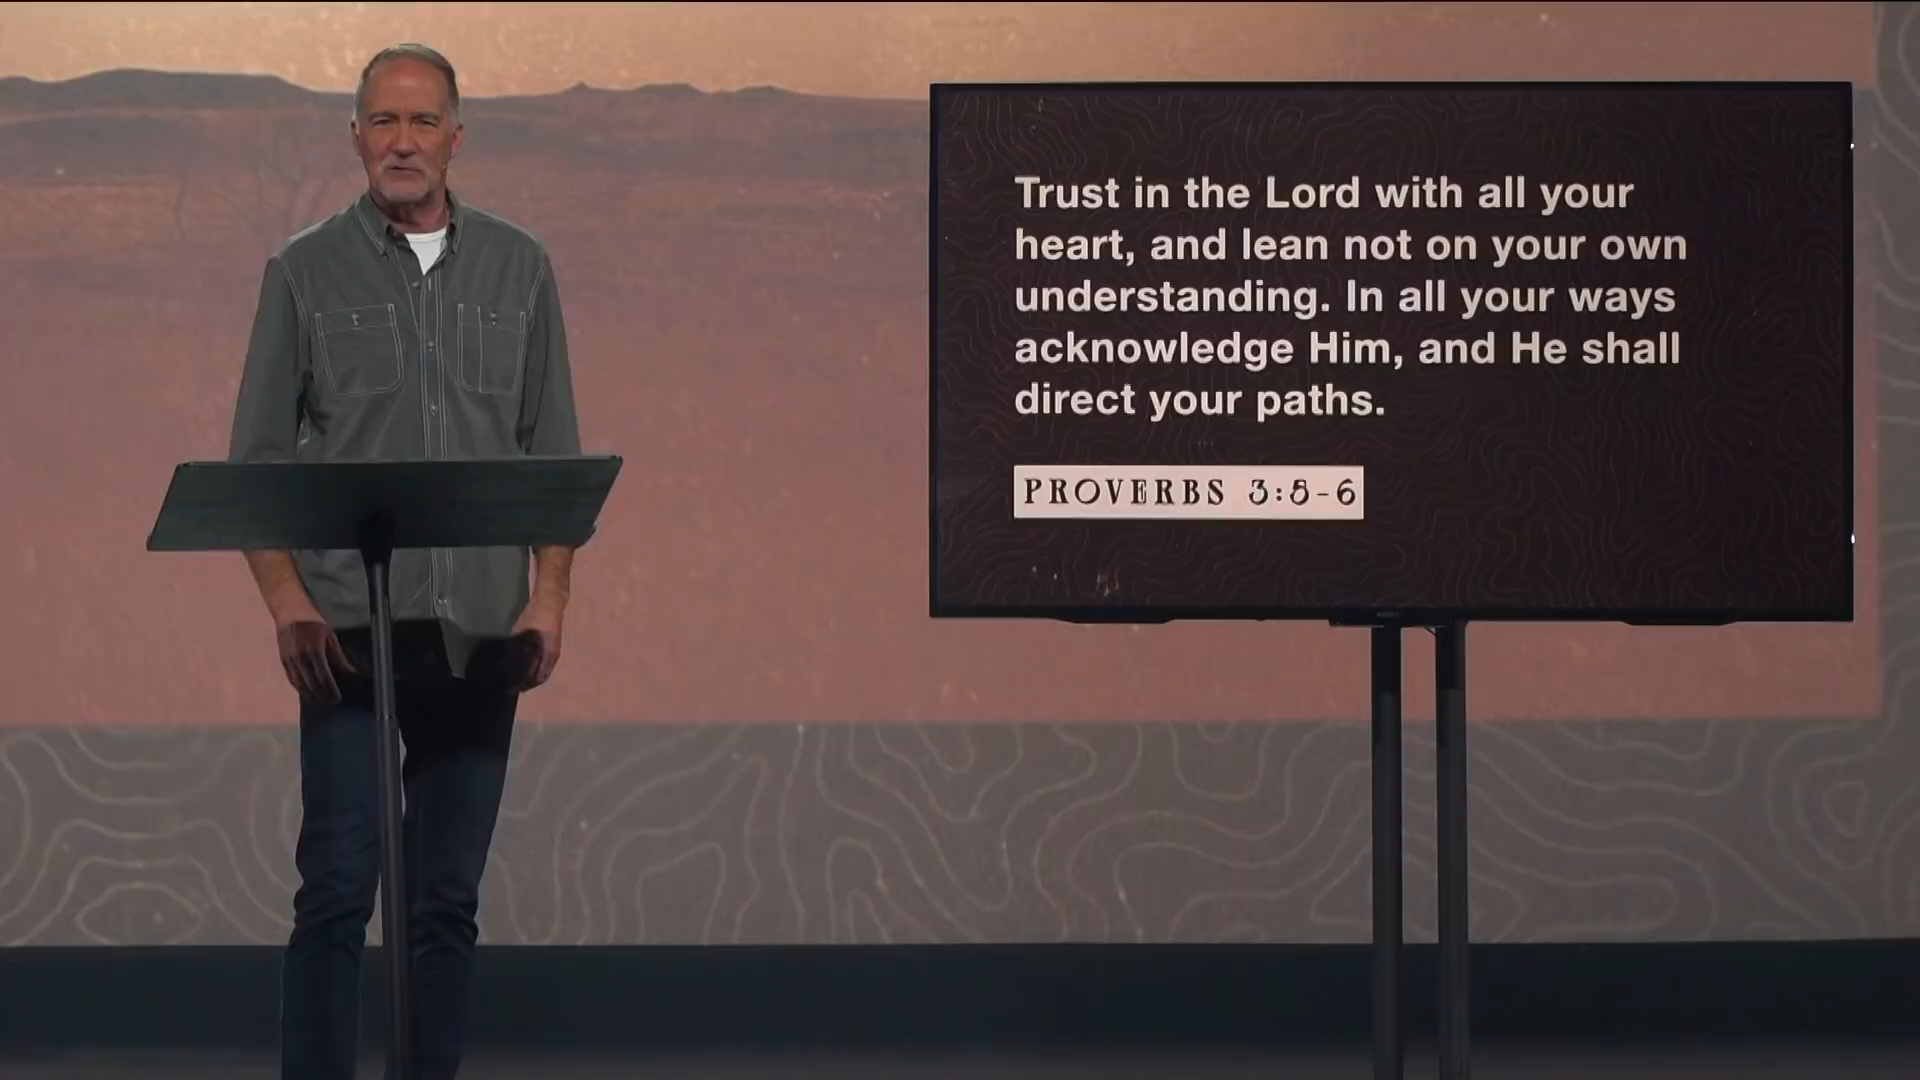 Trust in the Lord with all your
heart, and lean not on your own
understanding. In all your ways
acknowledge Him, and He shall
direct your paths.
PROVERBS 3:5-6